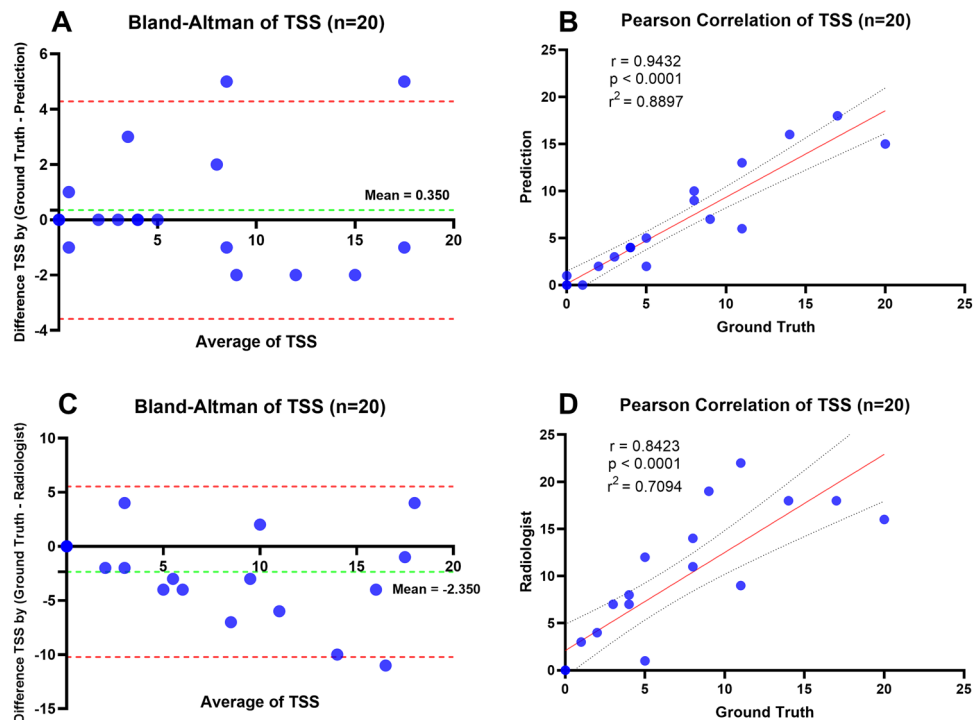 A
Bland-Altman of TSS (n=20)
Difference TSS by (Ground Truth - Prediction)
6
4
2
0
-2
-4
5
10
15
20
Mean = 0.350
Average of TSS
B
Pearson Correlation of TSS (n=20)
r = 0.9432
p < 0.0001
r² = 0.8897
Prediction
25
20
15
10
5
0
0
5
10
15
20
25
Ground Truth
C
Bland-Altman of TSS (n=20)
Difference TSS by (Ground Truth - Radiologist)
10
5
0
-5
-10
-15
5
10
15
20
Mean = -2.350
Average of TSS
D
Pearson Correlation of TSS (n=20)
r = 0.8423
p < 0.0001
r² = 0.7094
Radiologist
25
20
15
10
5
0
0
5
10
15
20
25
Ground Truth